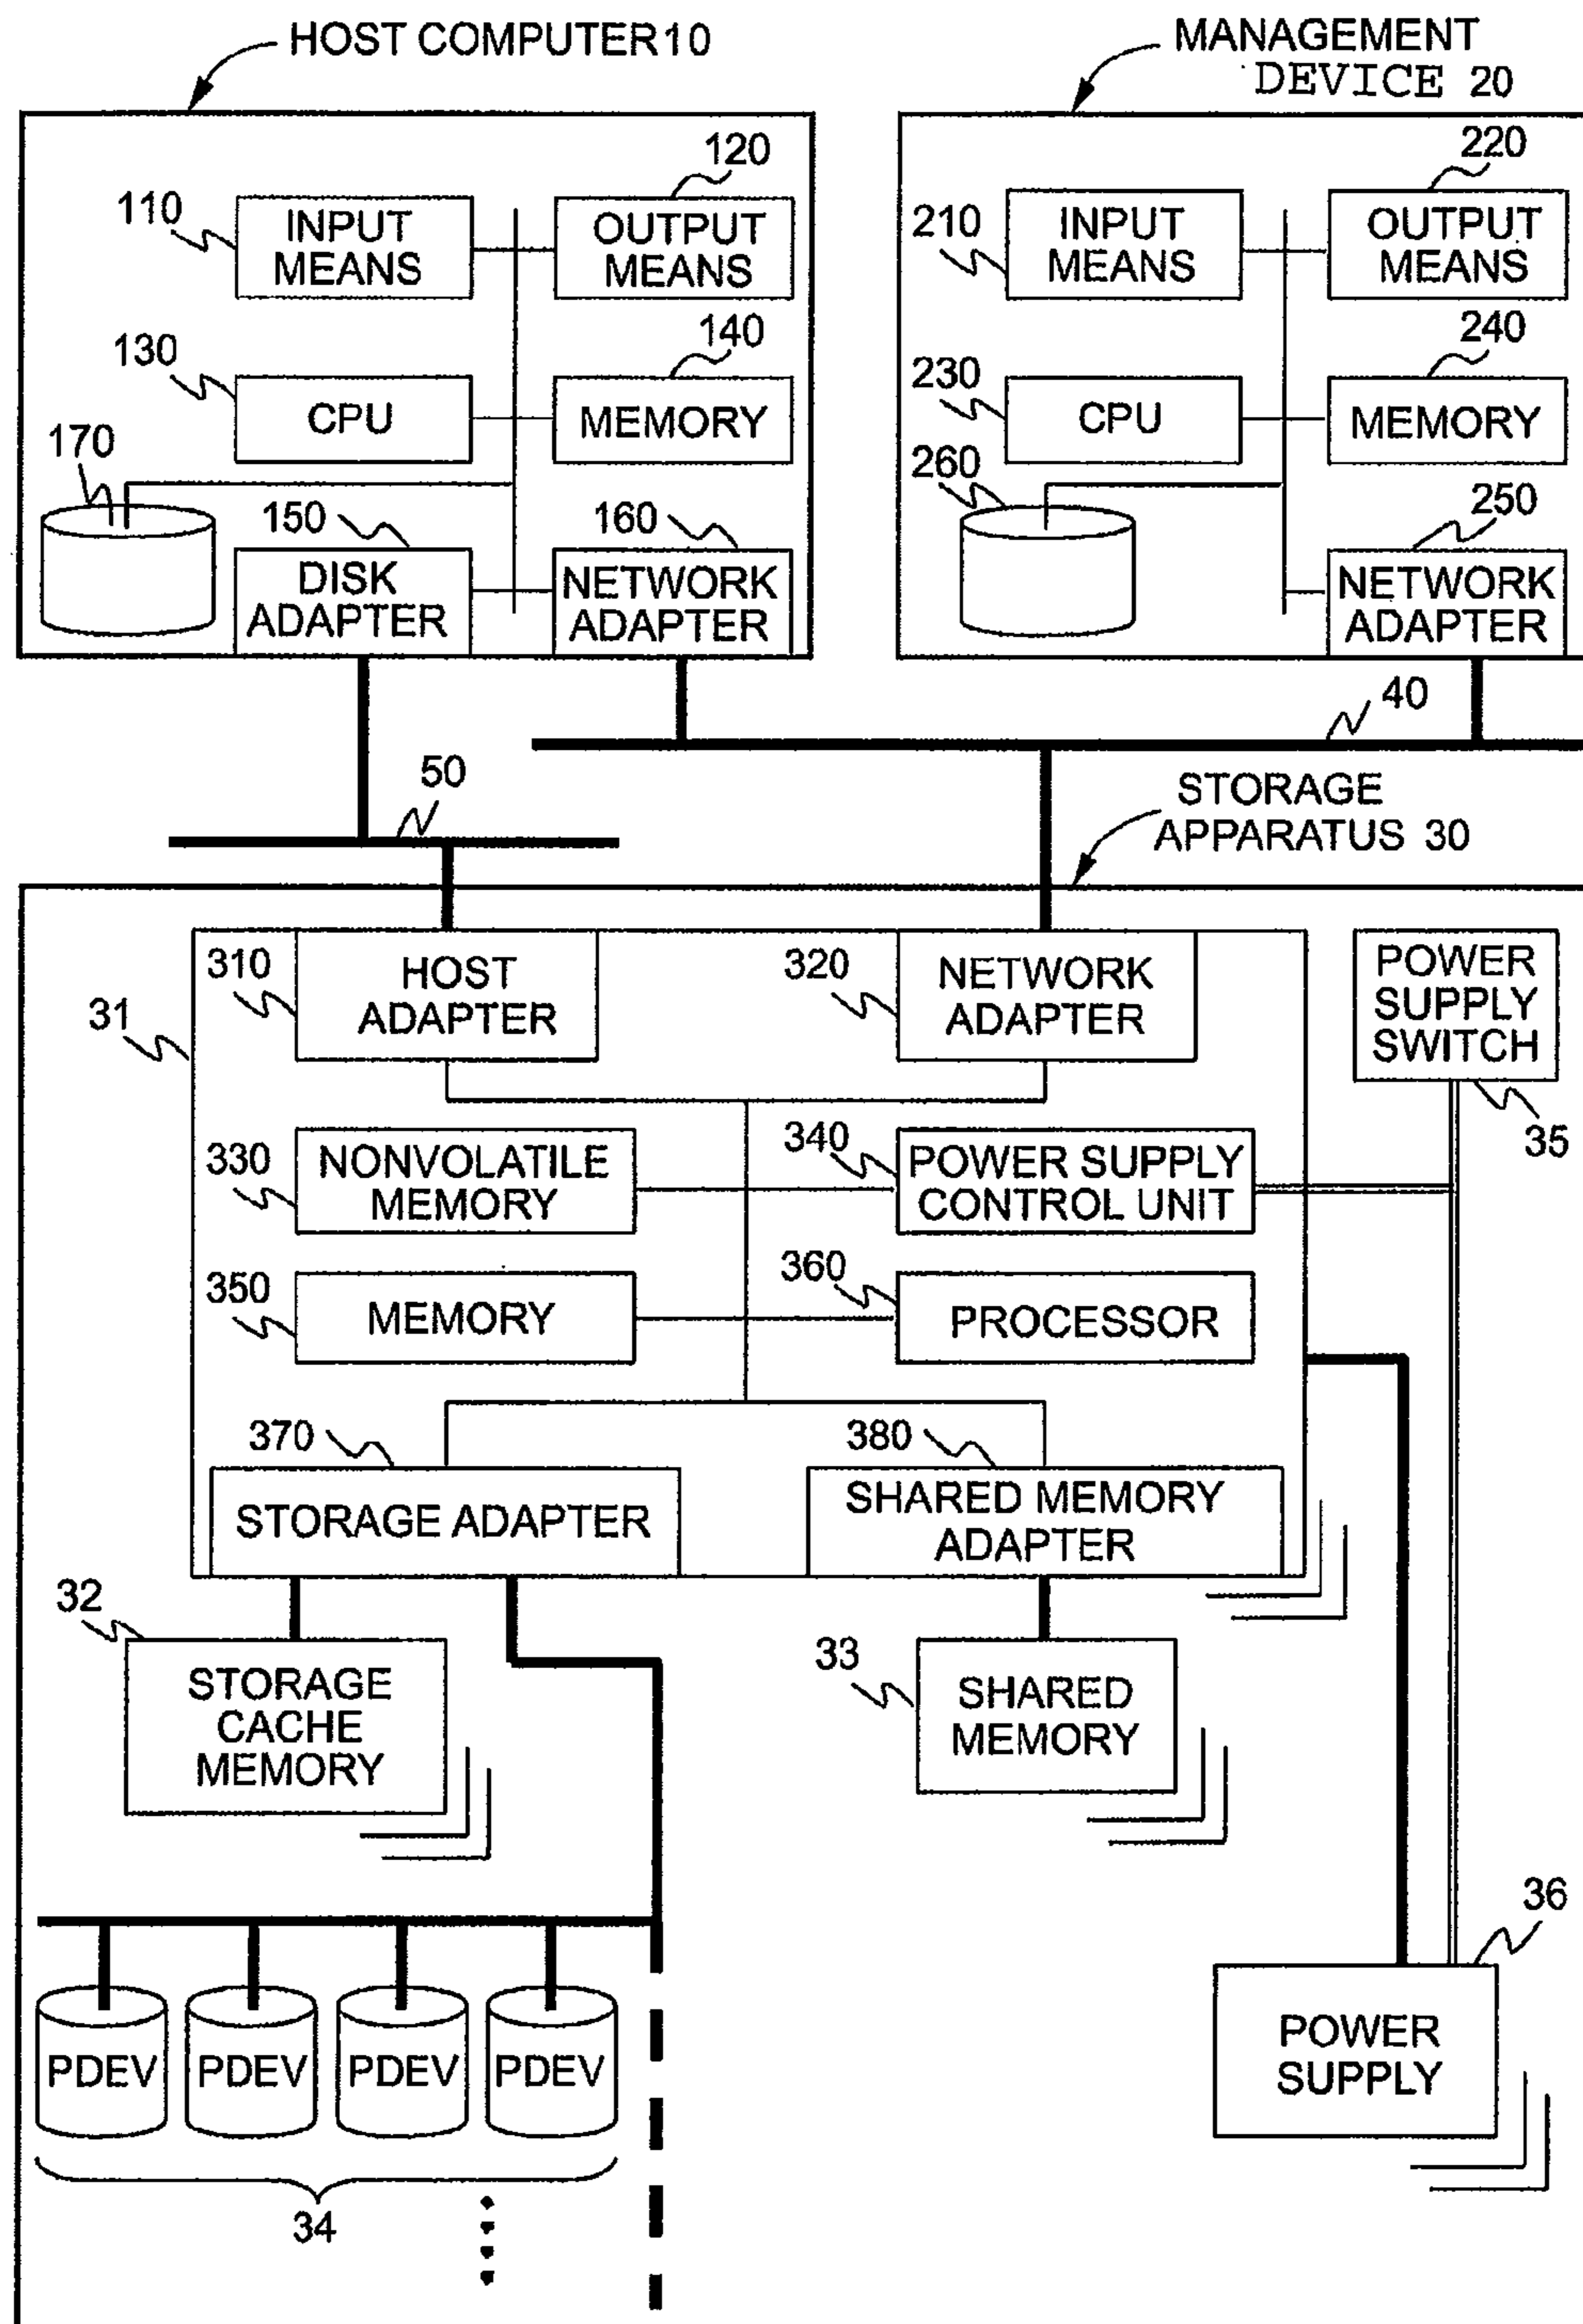 HOST COMPUTER10
MANAGEMENT
DEVICE 20
120
110
INPUT
MEANS
OUTPUT
MEANS
220
210
INPUT
MEANS
OUTPUT
MEANS
130
140
CPU
MEMORY
230
240
CPU
MEMORY
170
150
160
DISK
ADAPTER
NETWORK
ADAPTER
260
250
NETWORK
ADAPTER
40
50
STORAGE
APPARATUS 30
31
310
HOST
ADAPTER
320
NETWORK
ADAPTER
POWER
SUPPLY
SWITCH
35
330
NONVOLATILE
MEMORY
340
POWER SUPPLY
CONTROL UNIT
350
MEMORY
360
PROCESSOR
370
STORAGE ADAPTER
380
SHARED MEMORY
ADAPTER
32
STORAGE
CACHE
MEMORY
33
SHARED
MEMORY
36
POWER
SUPPLY
PDEV
PDEV
PDEV
PDEV
34